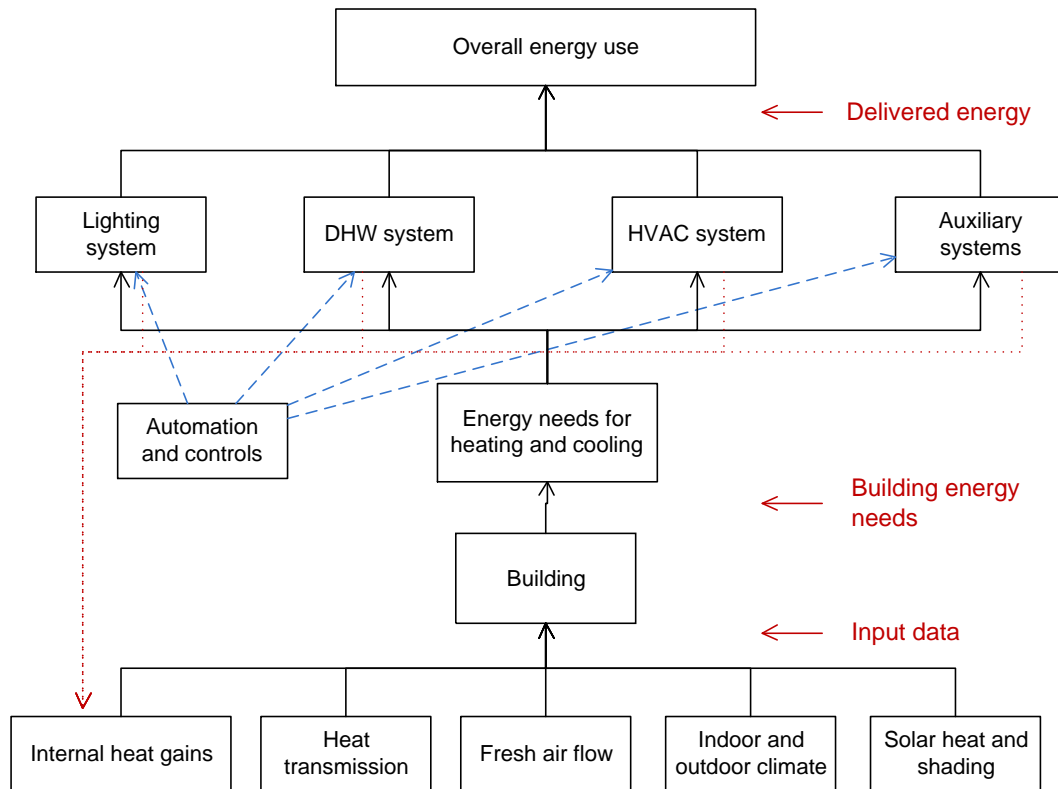 Overall energy use
Delivered energy
Lighting
system
DHW system
HVAC system
Auxiliary
systems
Automation
and controls
Energy needs for
heating and cooling
Building energy
needs
Building
Input data
Internal heat gains
Heat
transmission
Fresh air flow
Indoor and
outdoor climate
Solar heat and
shading